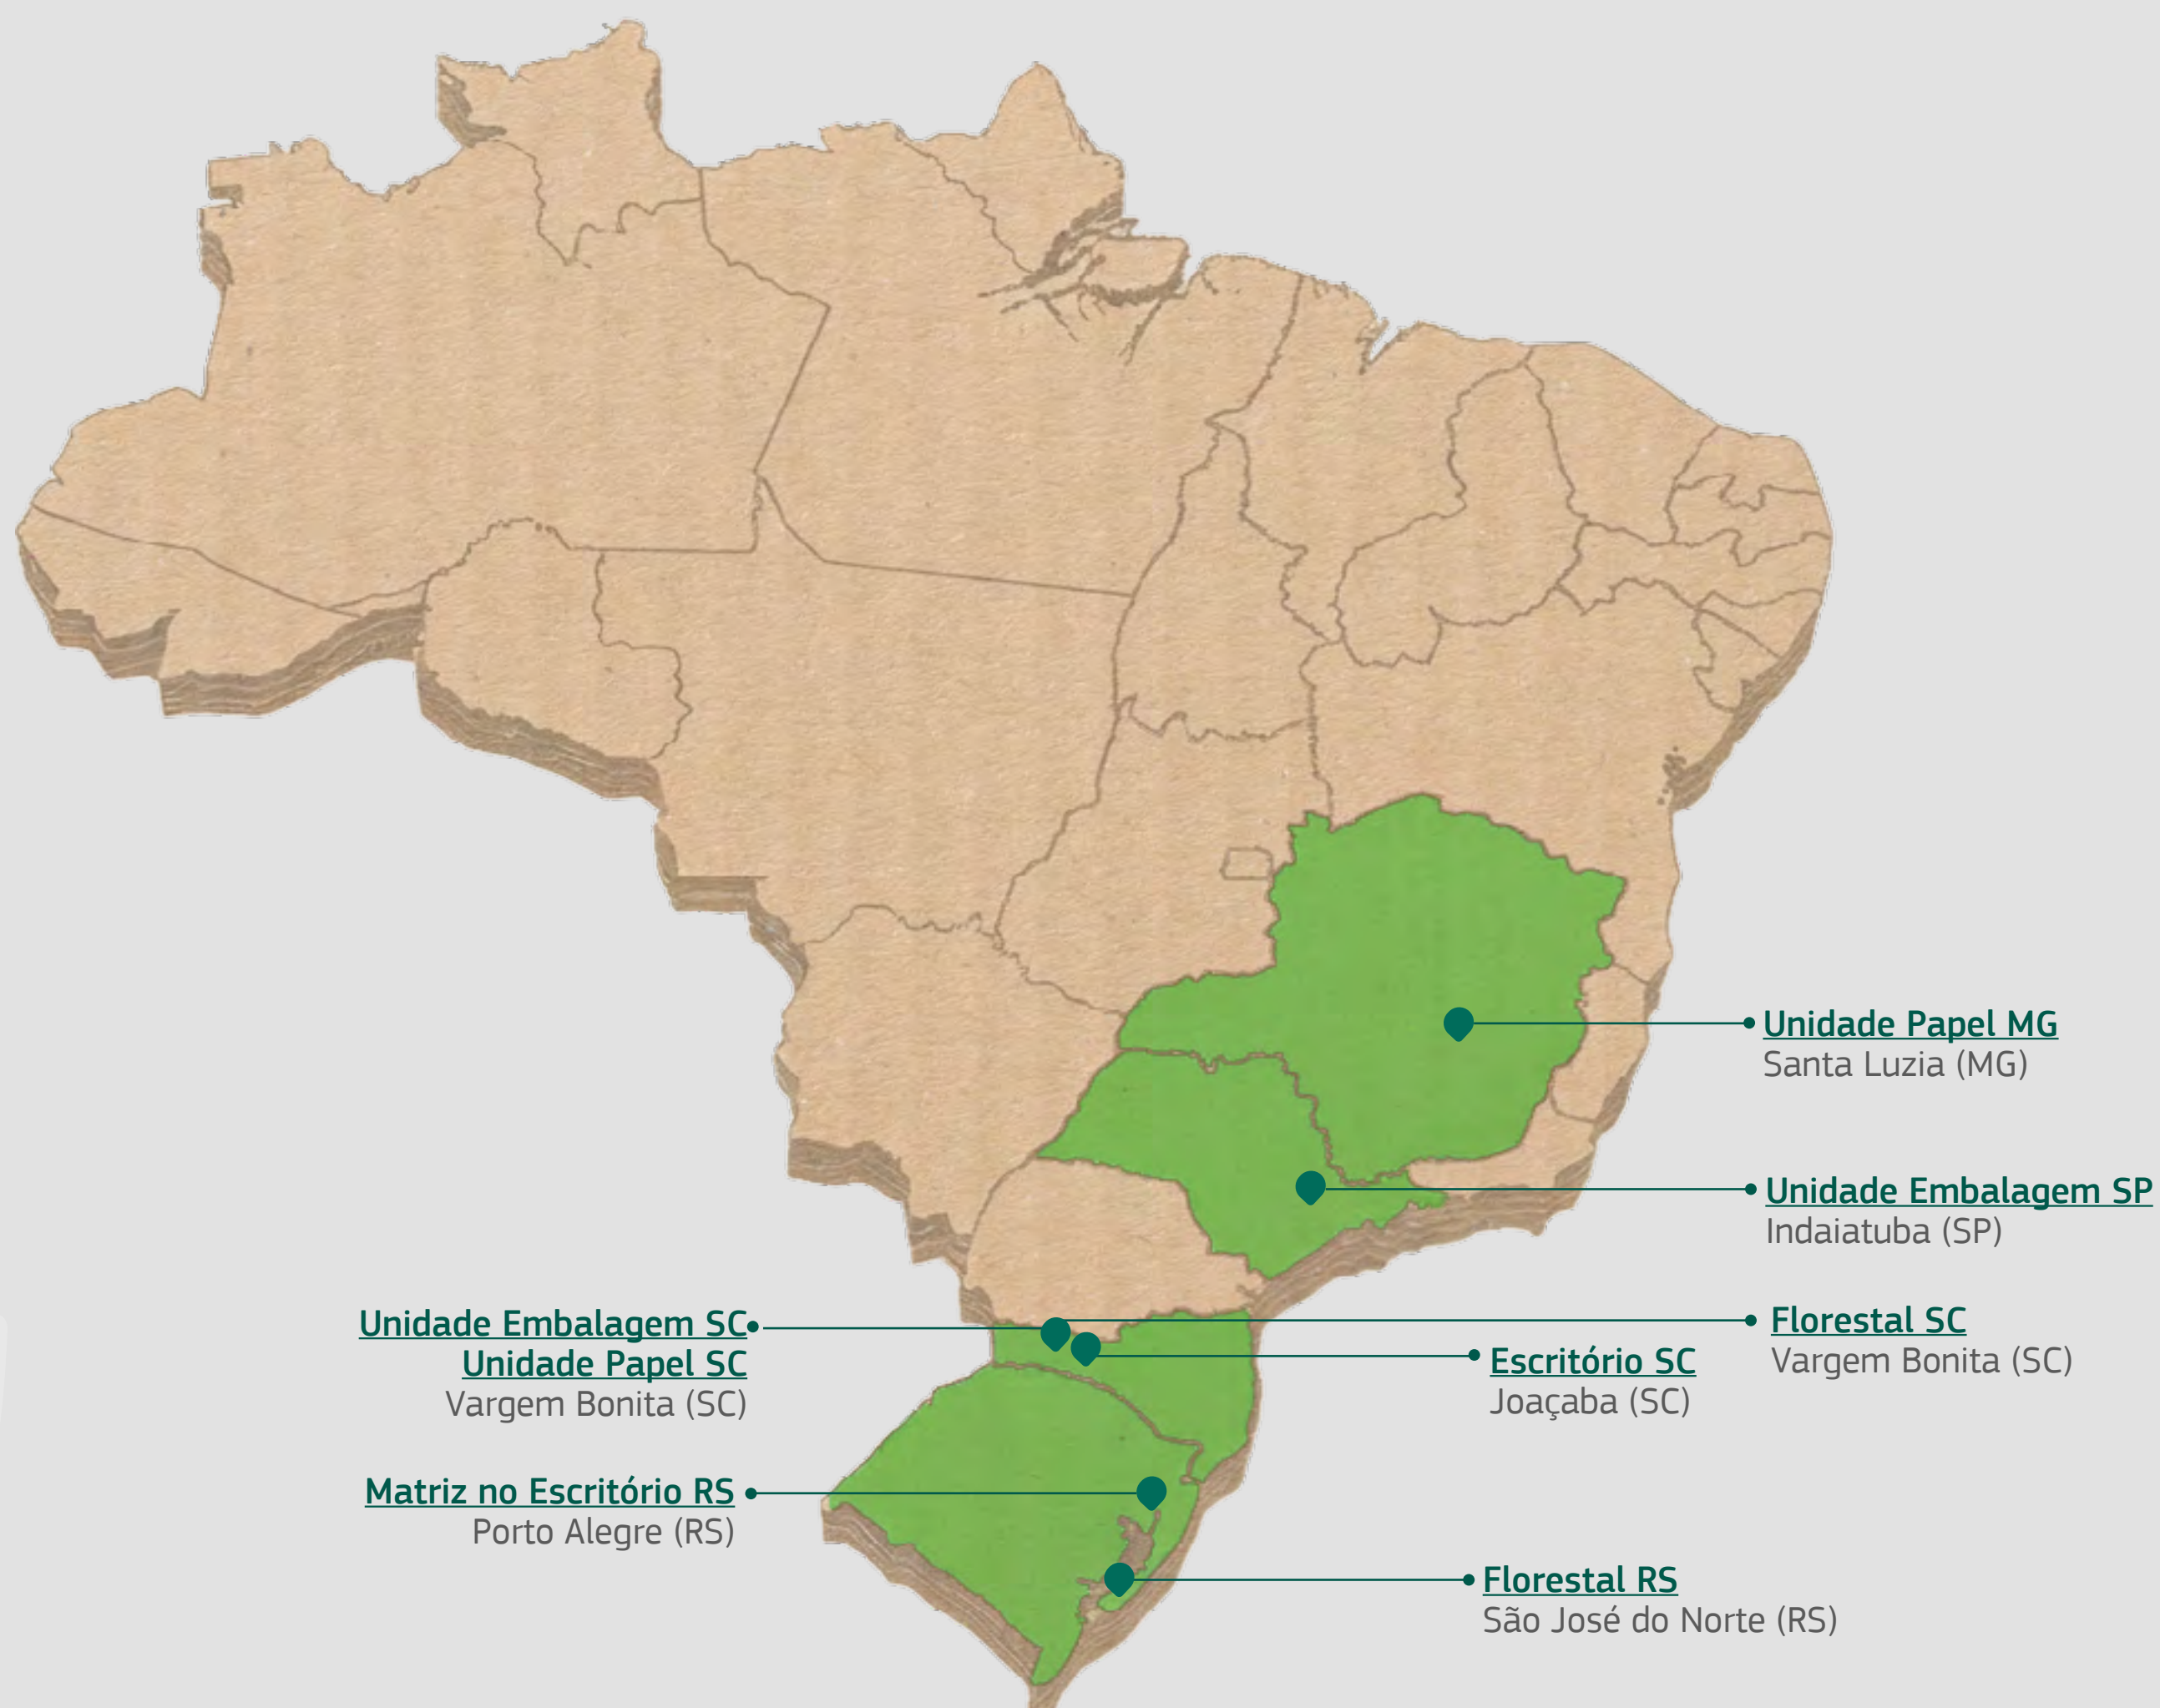 Unidade Papel MG
Santa Luzia (MG)
Unidade Embalagem SP
Indaiatuba (SP)
Unidade Embalagem SC
Unidade Papel SC
Vargem Bonita (SC)
Florestal SC
Vargem Bonita (SC)
Escritório SC
Joaçaba (SC)
Matriz no Escritório RS
Porto Alegre (RS)
Florestal RS
São José do Norte (RS)